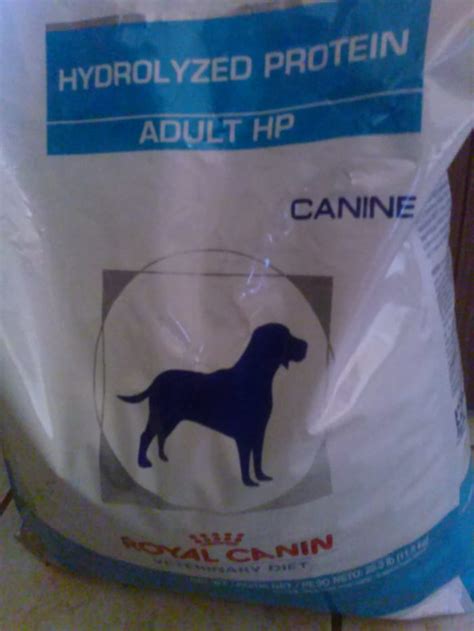 HYDROLYZED PROTEIN
ADULT HP
CANINE
ROYAL CANIN
VETERINARY DIET